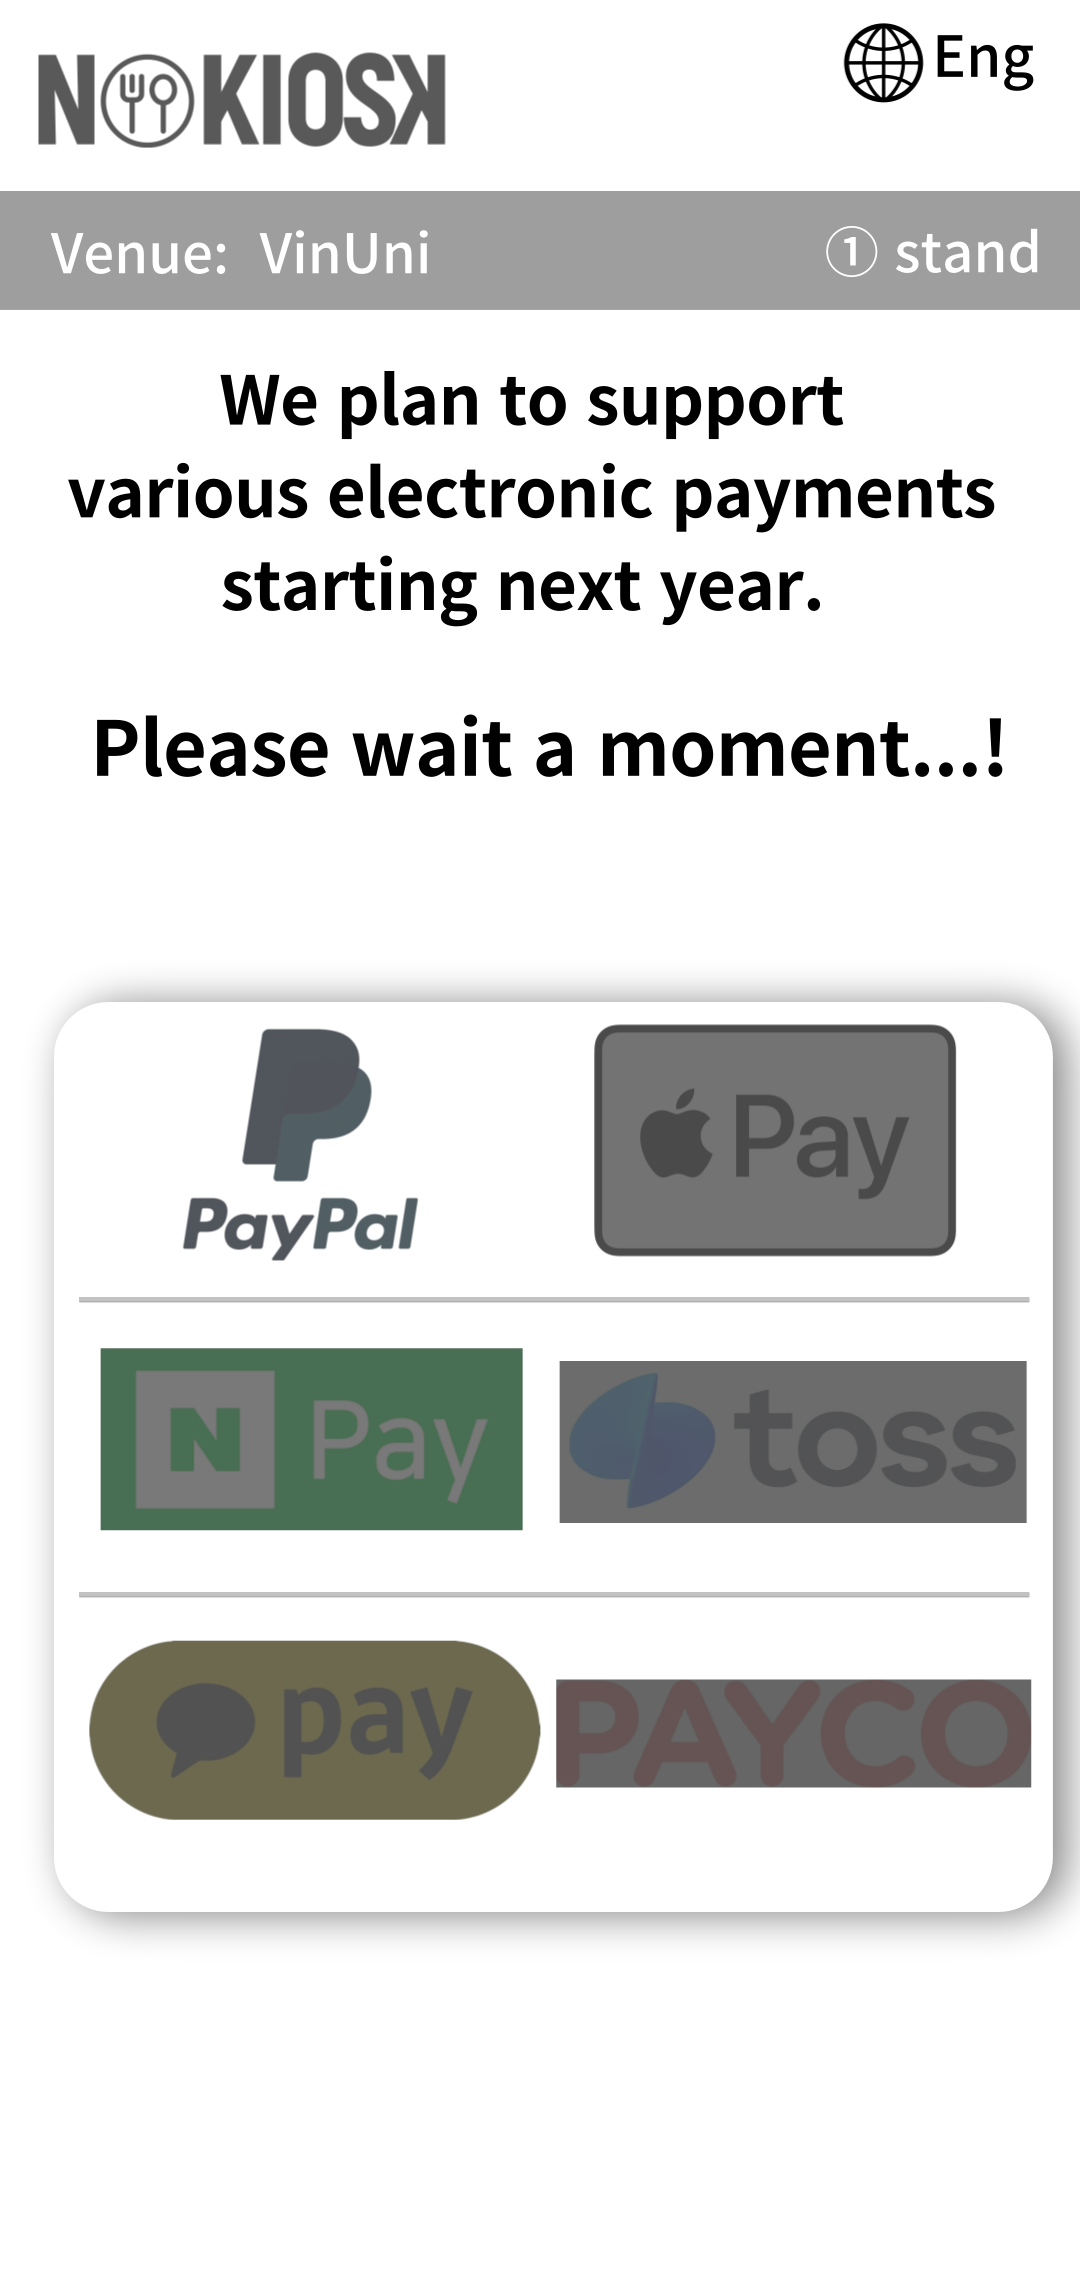 NOKIOSK
Eng
Venue: VinUni
① stand
We plan to support
various electronic payments
starting next year.
Please wait a moment...!
PayPal
Pay
N Pay
toss
pay
PAYCO